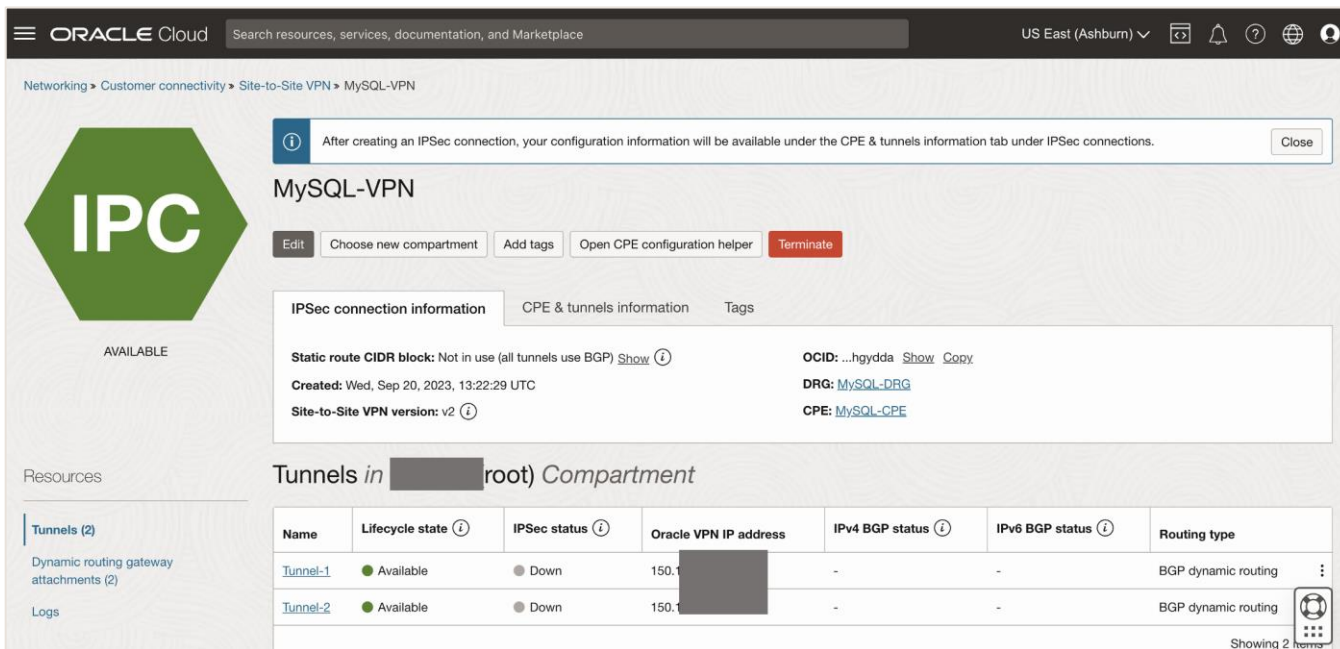 ORACLE Cloud
Search resources, services, documentation, and Marketplace
US East (Ashburn)
Networking » Customer connectivity » Site-to-Site VPN » MySQL-VPN
IPC
AVAILABLE
After creating an IPSec connection, your configuration information will be available under the CPE & tunnels information tab under IPSec connections.
Close
MySQL-VPN
Edit Choose new compartment Add tags Open CPE configuration helper Terminate
IPSec connection information CPE & tunnels information Tags
Static route CIDR block: Not in use (all tunnels use BGP) Show
Created: Wed, Sep 20, 2023, 13:22:29 UTC
Site-to-Site VPN version: v2
OCID: ...hgydda Show Copy
DRG: MySQL-DRG
CPE: MySQL-CPE
Resources
Tunnels (2)
Dynamic routing gateway
attachments (2)
Logs
Tunnels in root) Compartment
Name Lifecycle state IPSec status Oracle VPN IP address IPv4 BGP status IPv6 BGP status Routing type
Tunnel-1 Available Down 150.1 - - BGP dynamic routing
Tunnel-2 Available Down 150.1 - - BGP dynamic routing
Showing 2 items